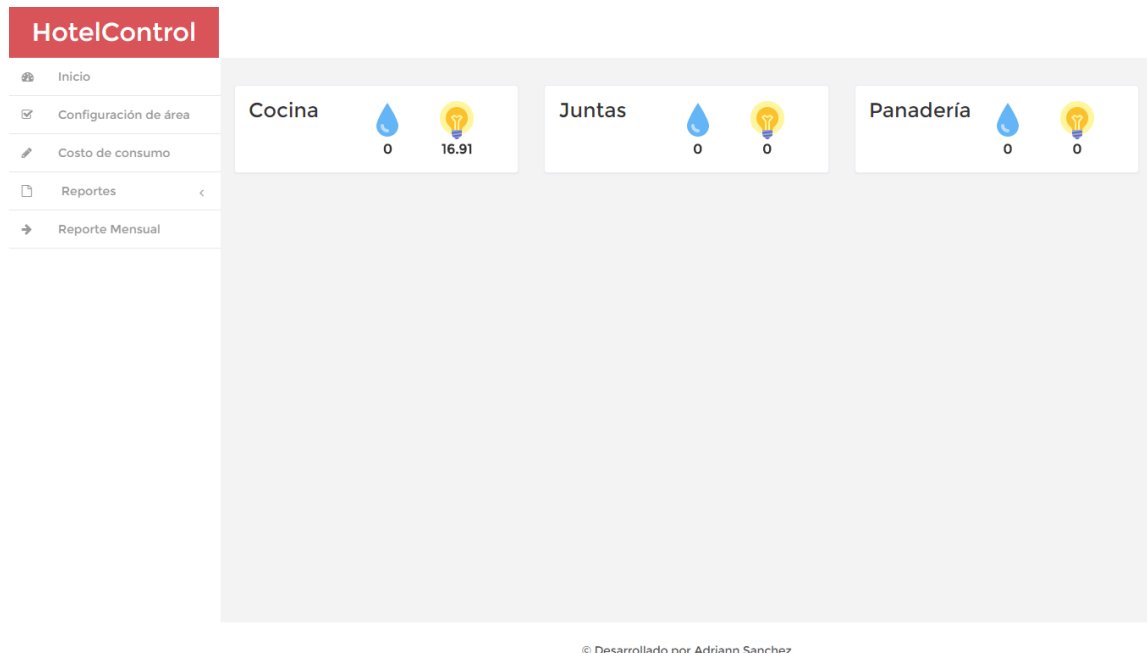 HotelControl
Inicio
Configuración de área
Costo de consumo
Reportes
Reporte Mensual
Cocina
0
16.91
Juntas
0
0
Panadería
0
0
© Desarrollado por Adriann Sanchez